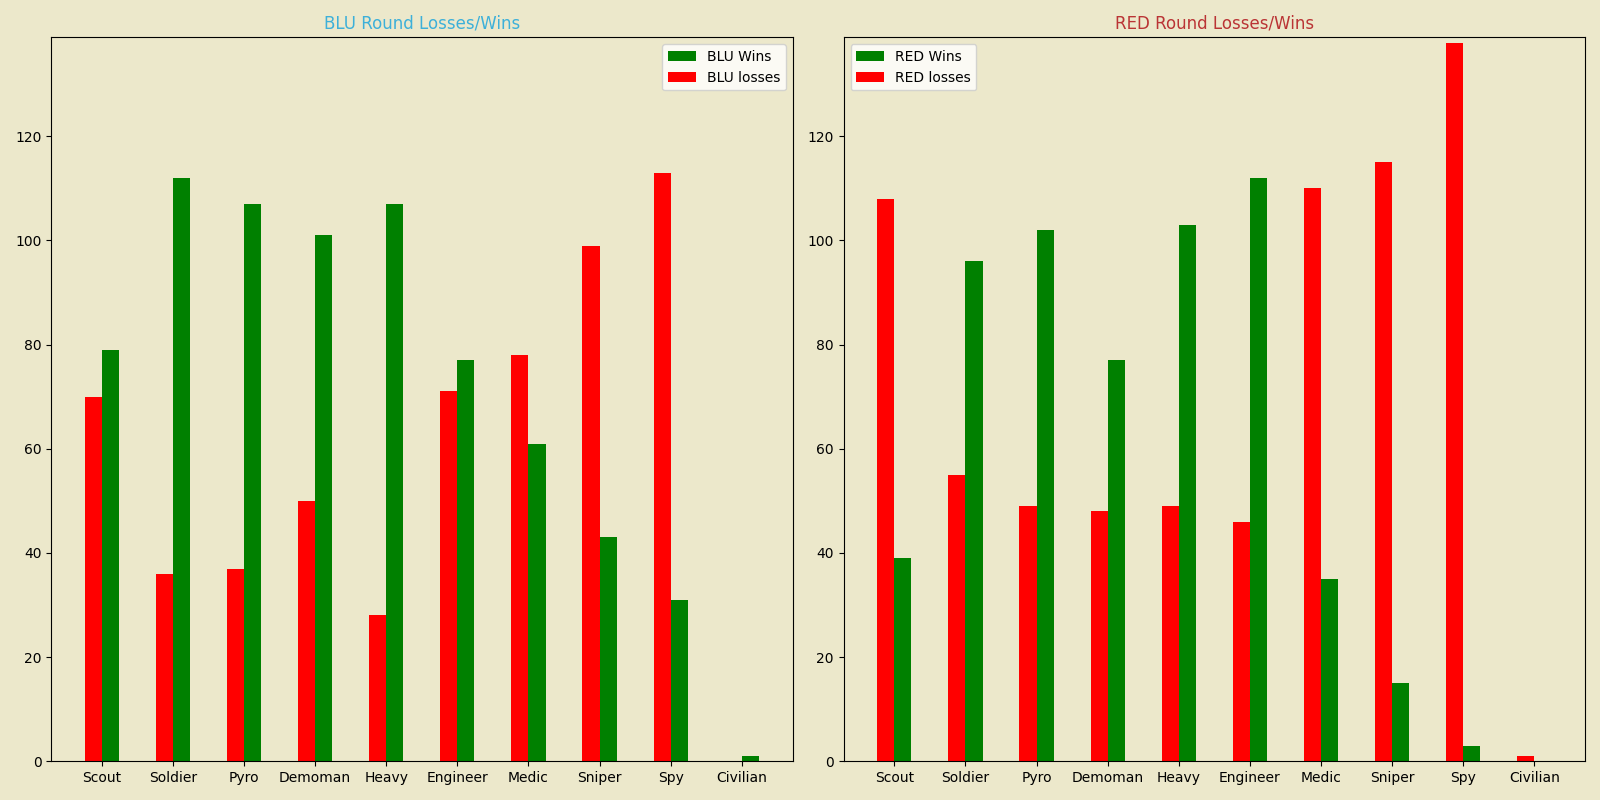 BLU Round Losses/Wins
BLU Wins
BLU losses
120
100
80
60
40
20
0
Scout Soldier Pyro Demoman Heavy Engineer Medic Sniper Spy Civilian
RED Round Losses/Wins
RED Wins
RED losses
120
100
80
60
40
20
0
Scout Soldier Pyro Demoman Heavy Engineer Medic Sniper Spy Civilian